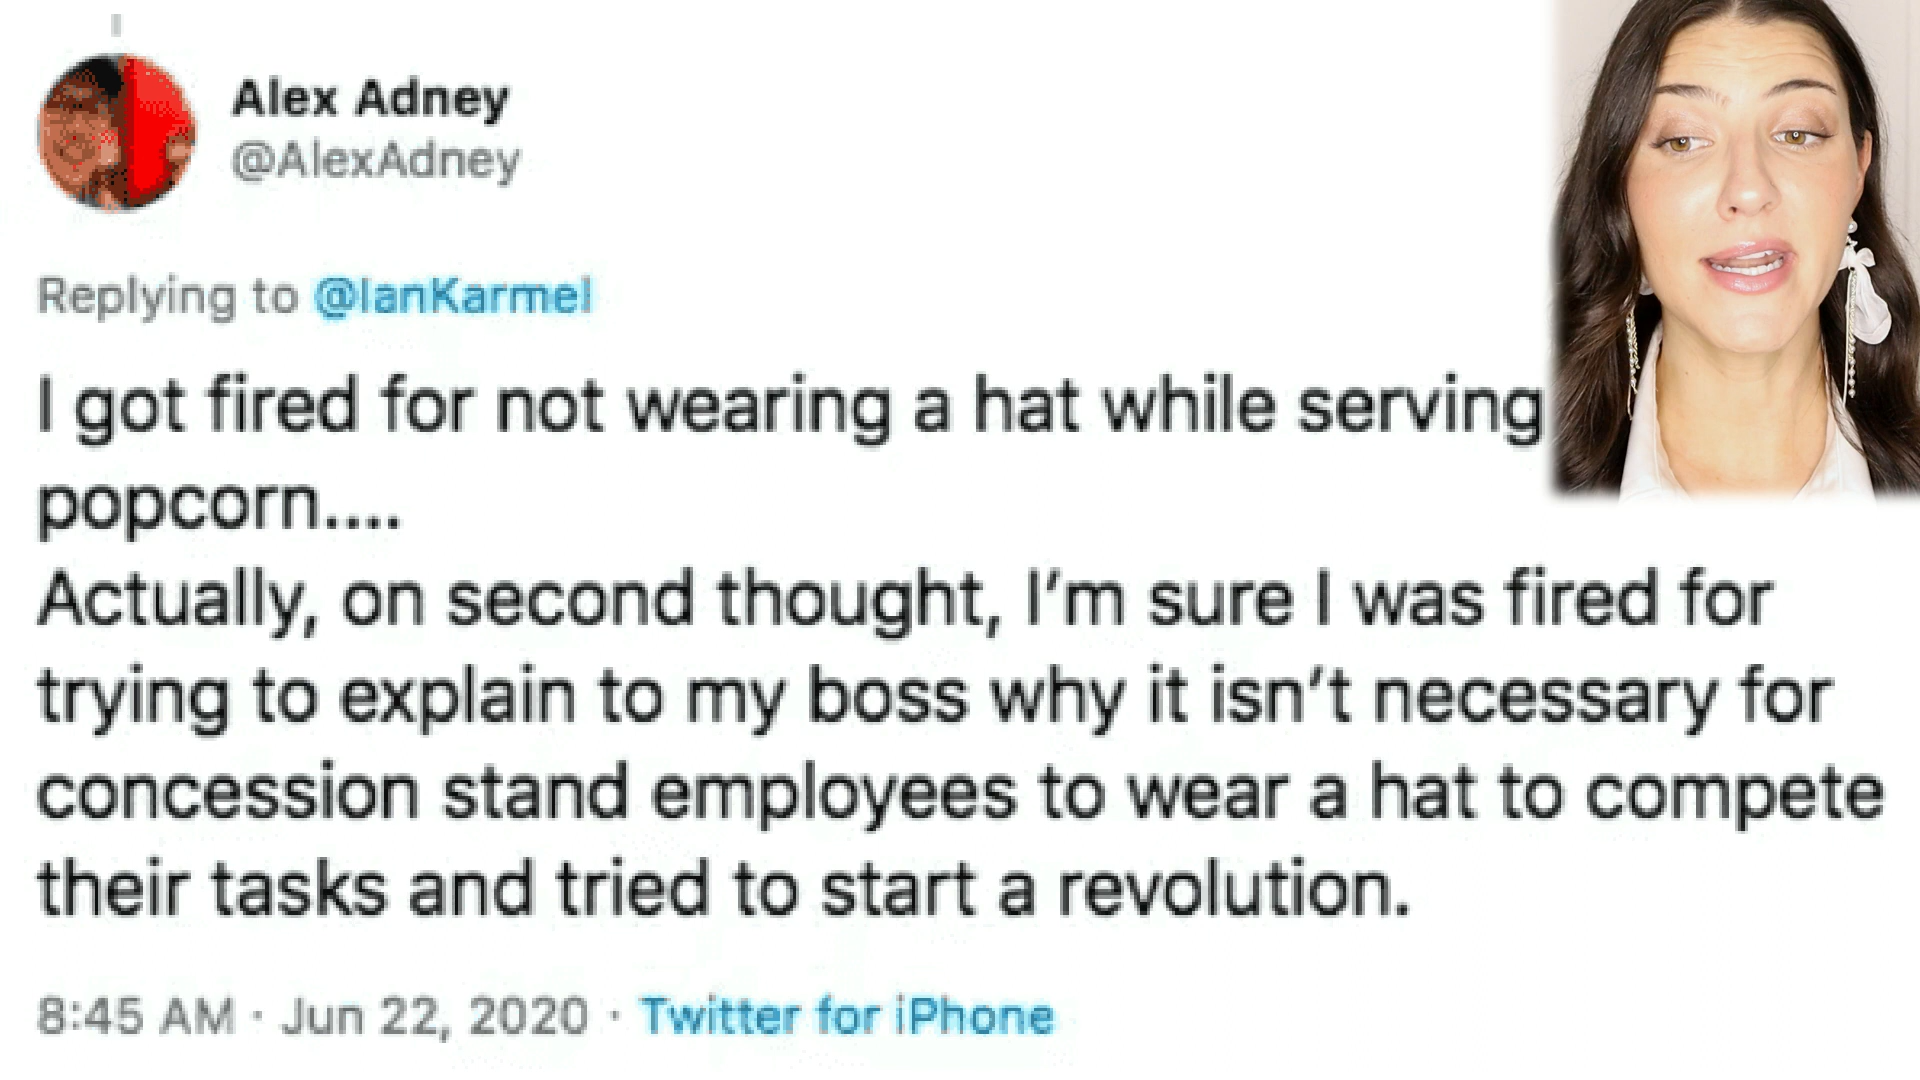 Alex Adney
@AlexAdney
Replying to @IanKarmel
I got fired for not wearing a hat while serving
popcorn....
Actually, on second thought, I’m sure I was fired for
trying to explain to my boss why it isn’t necessary for
concession stand employees to wear a hat to compete
their tasks and tried to start a revolution.
8:45 AM · Jun 22, 2020 · Twitter for iPhone